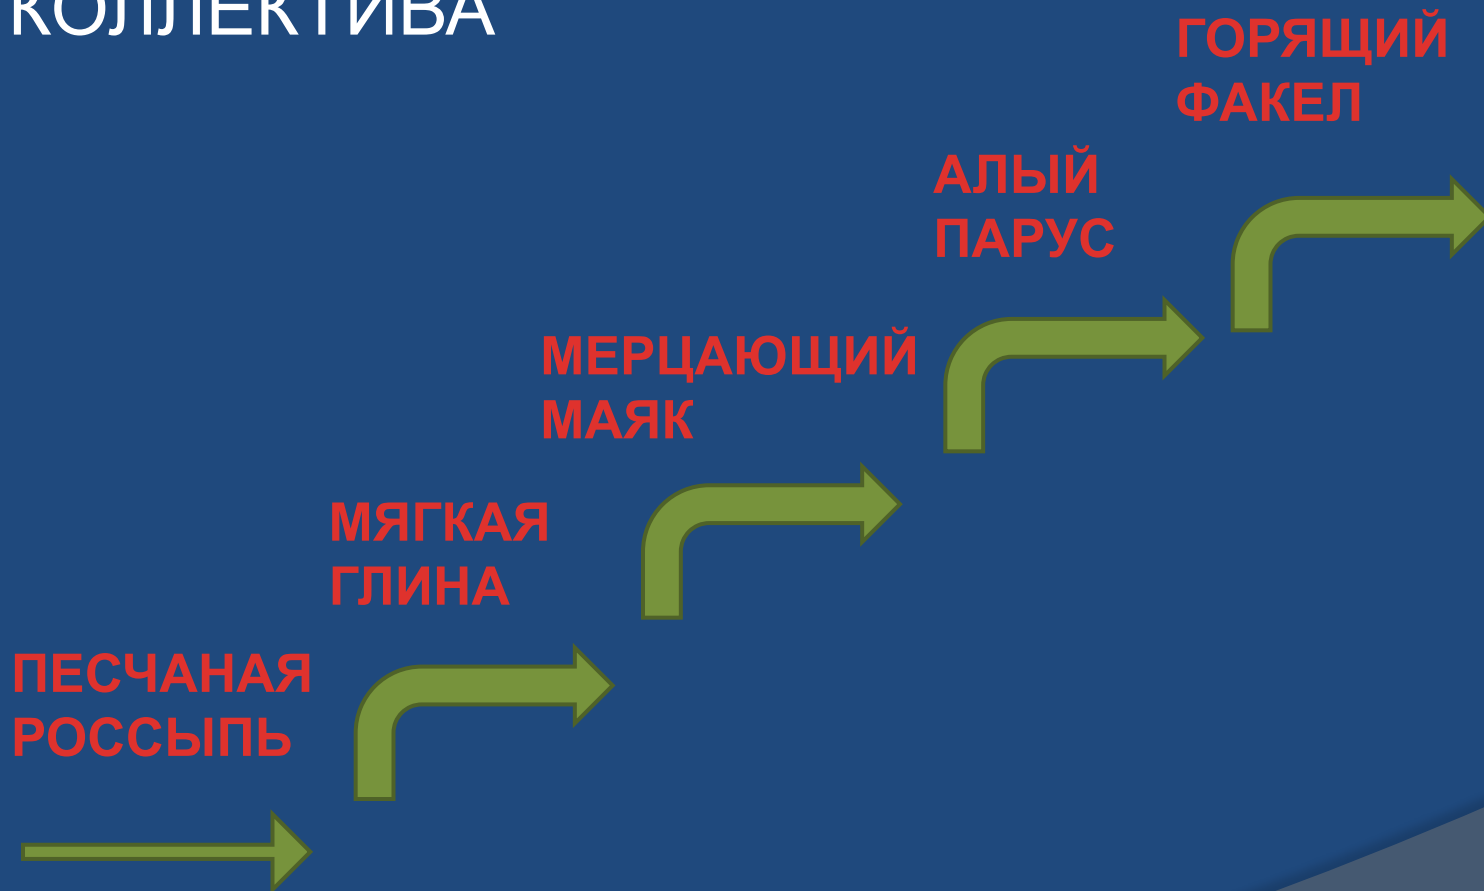 КОЛЛЕКТИВА
ГОРЯЩИЙ
ФАКЕЛ
АЛЫЙ
ПАРУС
МЕРЦАЮЩИЙ
МАЯК
МЯГКАЯ
ГЛИНА
ПЕСЧАНАЯ
РОССЫПЬ